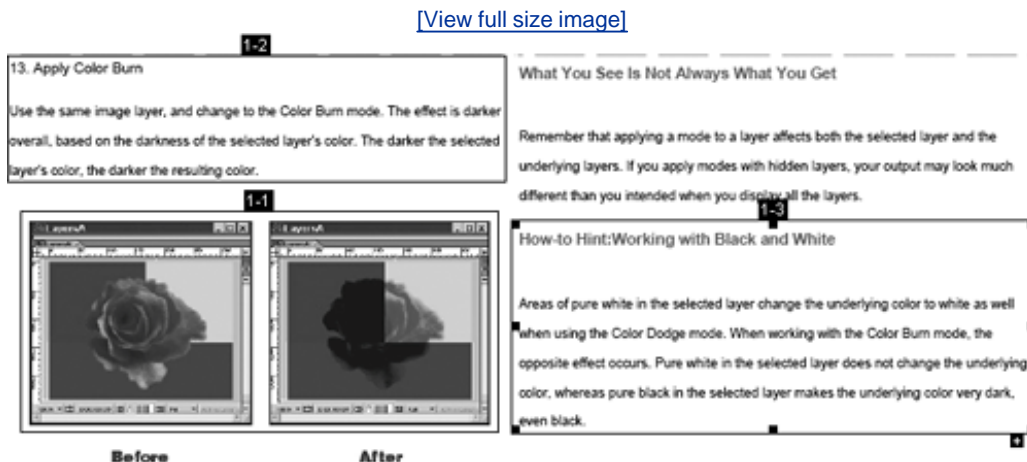 [View full size image]
1-2
13. Apply Color Burn
Use the same image layer, and change to the Color Burn mode. The effect is darker
overall, based on the darkness of the selected layer's color. The darker the selected
layer's color, the darker the resulting color.
1-1
LayersA
LayersA
Before
After
What You See Is Not Always What You Get
Remember that applying a mode to a layer affects both the selected layer and the
underlying layers. If you apply modes with hidden layers, your output may look much
different than you intended when you display all the layers.
1-3
How-to Hint:Working with Black and White
Areas of pure white in the selected layer change the underlying color to white as well
when using the Color Dodge mode. When working with the Color Burn mode, the
opposite effect occurs. Pure white in the selected layer does not change the underlying
color, whereas pure black in the selected layer makes the underlying color very dark,
even black.